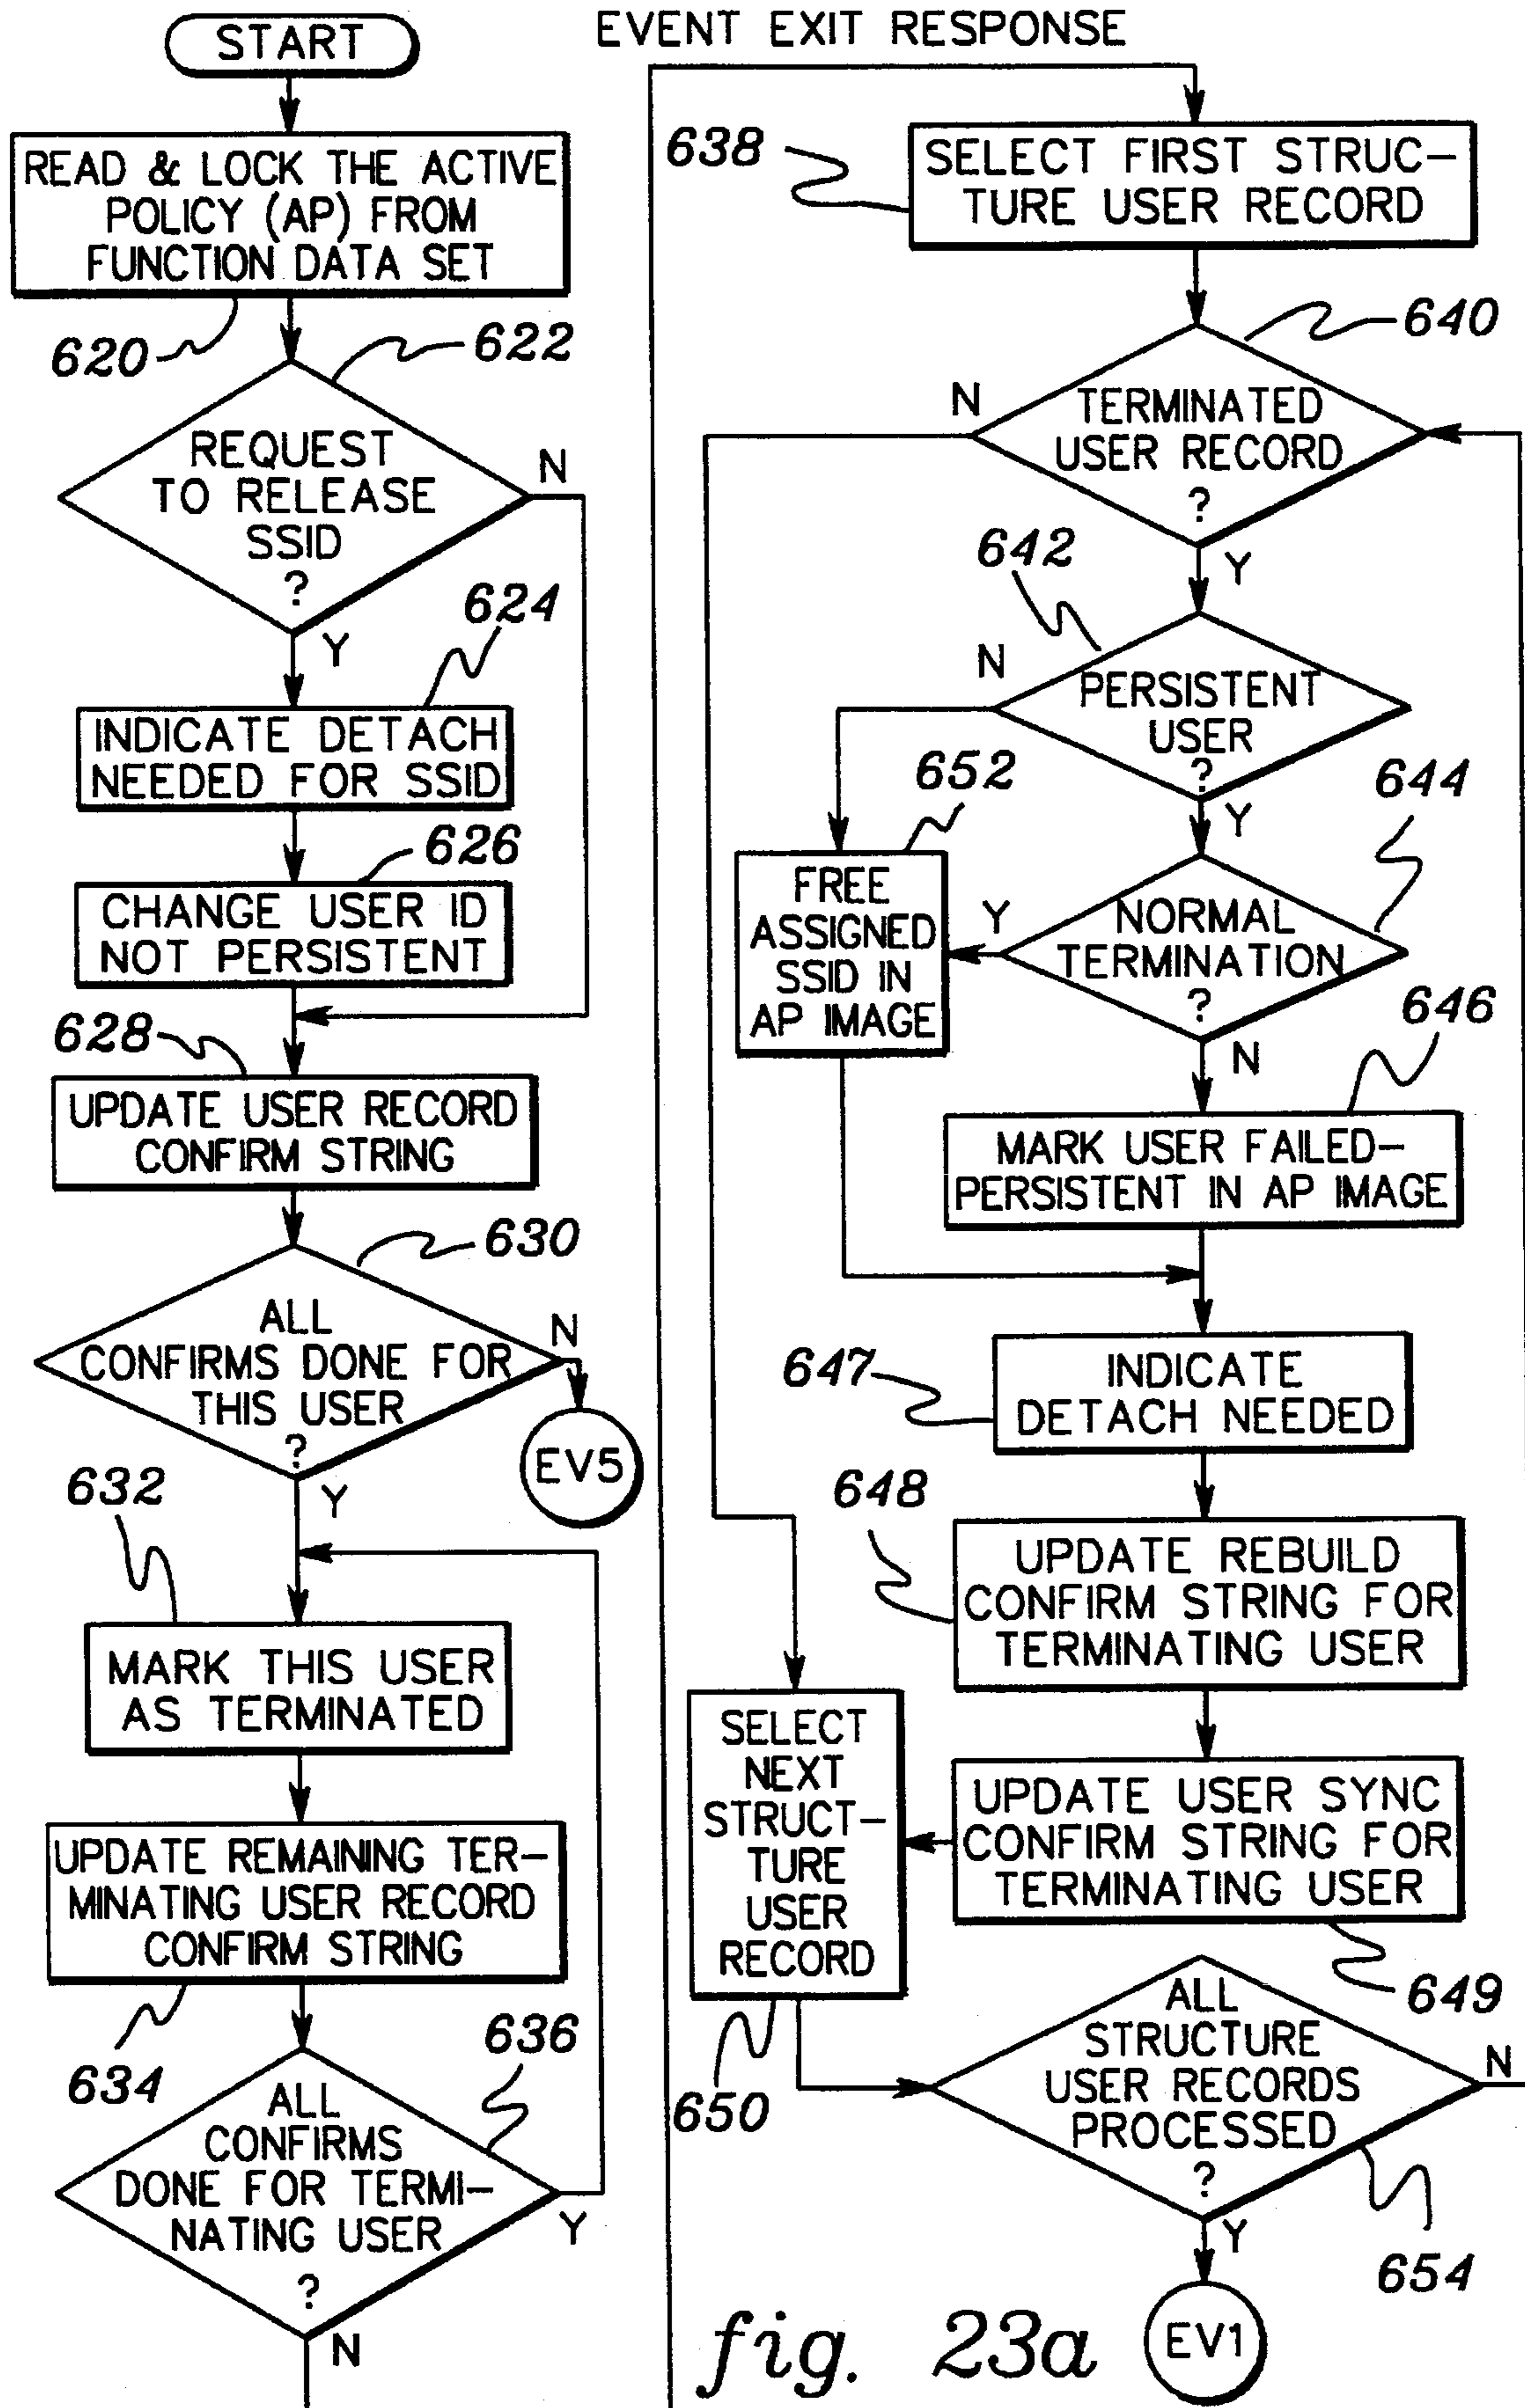 EVENT EXIT RESPONSE
START
READ & LOCK THE ACTIVE
POLICY (AP) FROM
FUNCTION DATA SET
620
622
REQUEST
TO RELEASE
SSID
?
N
Y
624
INDICATE DETACH
NEEDED FOR SSID
626
CHANGE USER ID
NOT PERSISTENT
628
UPDATE USER RECORD
CONFIRM STRING
630
ALL
CONFIRMS DONE FOR
THIS USER
?
N
EV5
Y
632
MARK THIS USER
AS TERMINATED
UPDATE REMAINING TER-
MINATING USER RECORD
CONFIRM STRING
634
636
ALL
CONFIRMS
DONE FOR TERMI-
NATING USER
?
Y
N
638
SELECT FIRST STRUC-
TURE USER RECORD
640
N
TERMINATED
USER RECORD
?
Y
642
N
PERSISTENT
USER
?
Y
644
652
FREE
ASSIGNED
SSID IN
AP IMAGE
Y
NORMAL
TERMINATION
?
N
646
MARK USER FAILED-
PERSISTENT IN AP IMAGE
647
INDICATE
DETACH NEEDED
648
UPDATE REBUILD
CONFIRM STRING FOR
TERMINATING USER
SELECT
NEXT
STRUCT-
TURE
USER
RECORD
650
UPDATE USER SYNC
CONFIRM STRING FOR
TERMINATING USER
649
ALL
STRUCTURE
USER RECORDS
PROCESSED
?
N
Y
654
EV1
fig. 23a